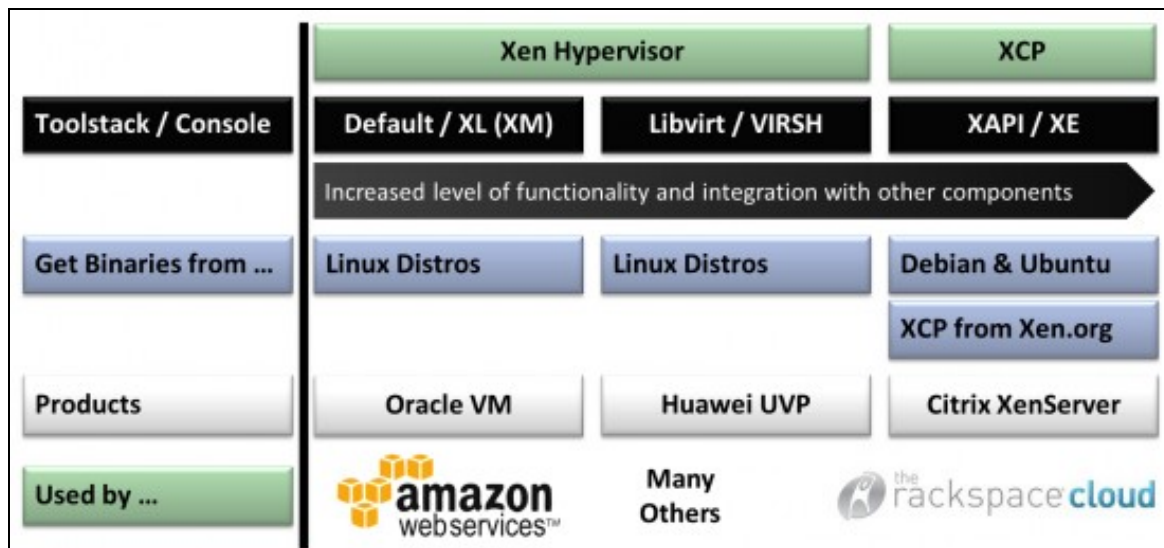 Xen Hypervisor XCP
Toolstack / Console Default / XL (XM) Libvirt / VIRSH XAPI / XE
Increased level of functionality and integration with other components
Get Binaries from ... Linux Distros Linux Distros Debian & Ubuntu
XCP from Xen.org
Products Oracle VM Huawei UVP Citrix XenServer
Used by ... amazon webservices™ Many Others the rackspace cloud